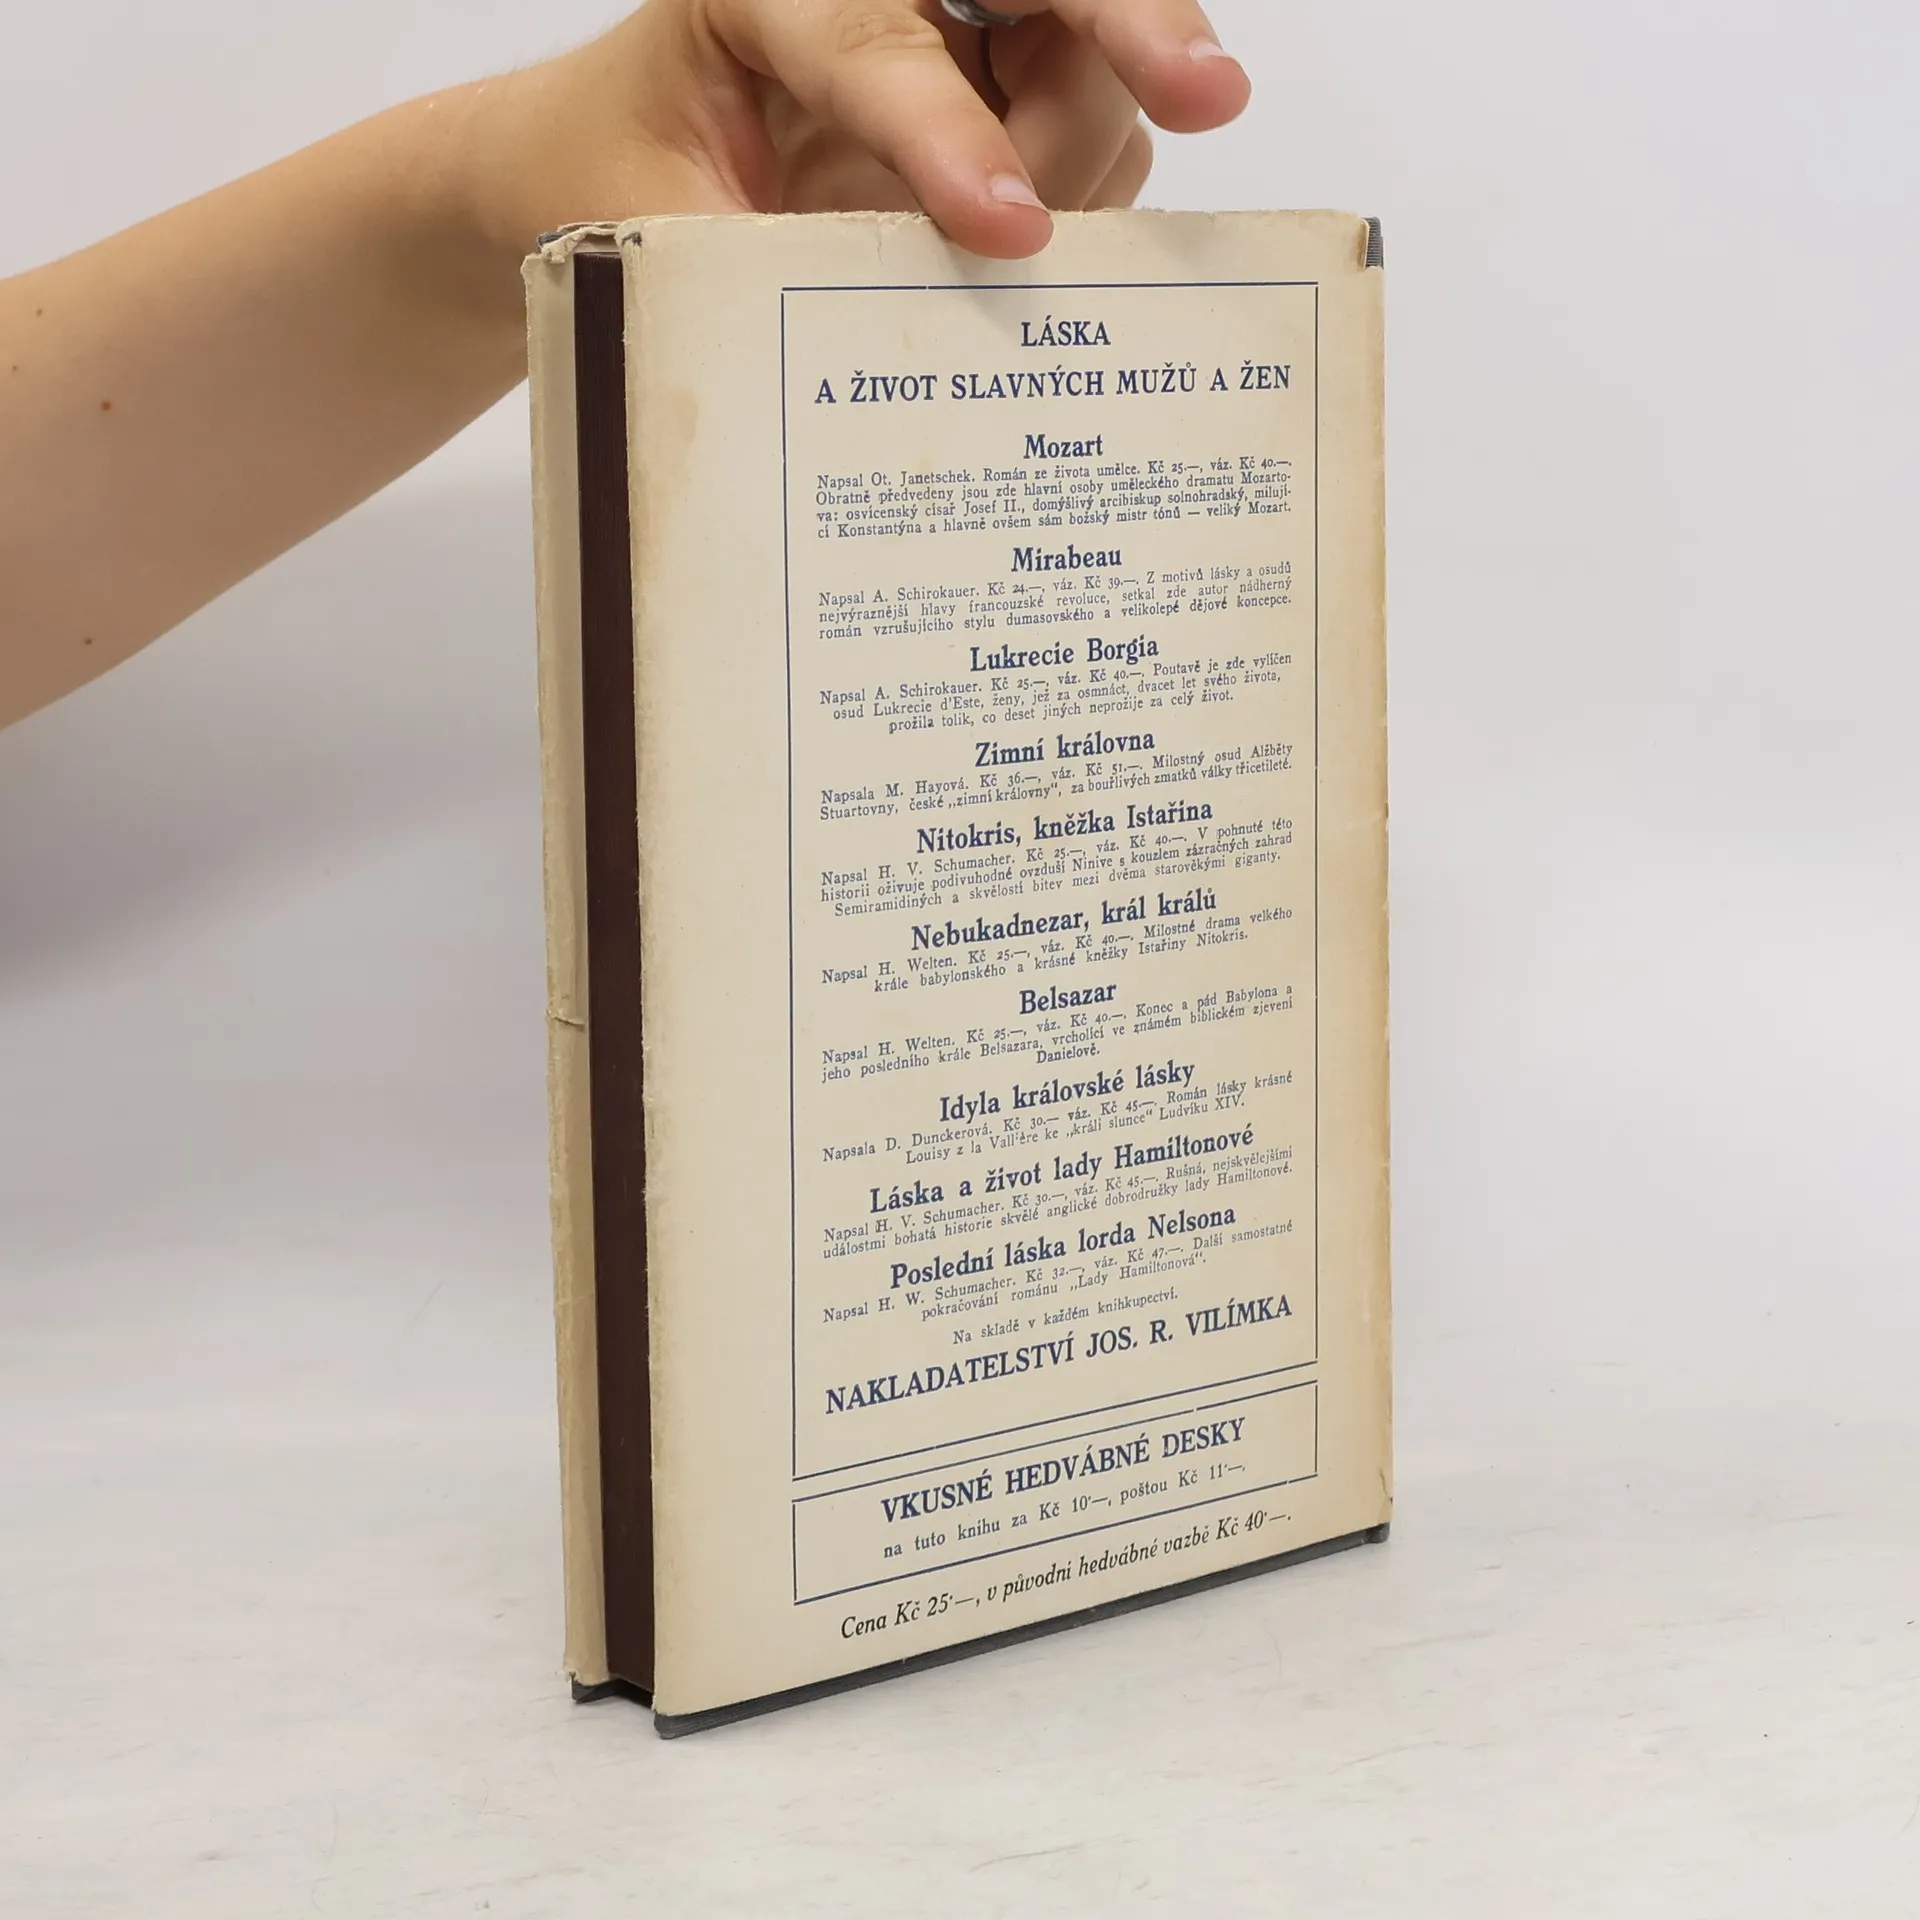 LÁSKA
A ŽIVOT SLAVNÝCH MUŽŮ A ŽEN
Mozart
Napsal Ot. Janetschek. Román ze života umělce. Kč 25.—, váz. Kč 40.—.
Obratně předvedeny jsou zde hlavní osoby uměleckého dramatu Mozarto-
va: osvícenský císař Josef II., domýšlivý arcibiskup solnohradský, milují-
cí Konstantýna a hlavně ovšem sám božský mistr tónů — veliký Mozart.
Mirabeau
Napsal A. Schirokauer. Kč 24.—, váz. Kč 39.—. Z motivů lásky a osudů
nejvýraznější hlavy francouzské revoluce, setkal zde autor nádherný
román vzrušujícího stylu dumasovského a velikolepé dějové koncepce.
Lukrecie Borgia
Napsal A. Schirokauer. Kč 25.—, váz. Kč 40.—. Poutavě je zde vylíčen
osud Lukrecie d'Este, ženy, jež za osmnáct, dvacet let svého života,
prožila tolik, co deset jiných neprožije za celý život.
Zimní královna
Napsala M. Hayová. Kč 36.—, váz. Kč 51.—. Milostný osud Alžběty
Stuartovny, české „zimní královny“, za bouřlivých zmatků války třicetileté.
Nitokris, kněžka Istařina
Napsal H. V. Schumacher. Kč 25.—, váz. Kč 40.—. V pohnuté této
historii oživuje podivuhodné ovzduší Ninive s kouzlem zázračných zahrad
Semiramidiných a skvělostí bitev mezi dvěma starověkými giganty.
Nebukadnezar, král králů
Napsal H. Welten. Kč 25.—, váz. Kč 40.—. Milostné drama velkého
krále babylonského a krásné kněžky Istařiny Nitokris.
Belsazar
Napsal H. Welten. Kč 25.—, váz. Kč 40.—. Konec a pád Babylona a
jeho posledního krále Belsazara, vrcholící ve známém biblickém zjevení
Danielově.
Idyla královské lásky
Napsala D. Dunckerová. Kč 30.— váz. Kč 45.—. Román lásky krásné
Louisy z la Vallière ke „králi slunce“ Ludvíku XIV.
Láska a život lady Hamiltonové
Napsal H. V. Schumacher. Kč 30.—, váz. Kč 45.—. Rušná, nejskvělejšími
událostmi bohatá historie skvělé anglické dobrodružky lady Hamiltonové.
Poslední láska lorda Nelsona
Napsal H. W. Schumacher. Kč 32.—, váz. Kč 47.—. Další samostatné
pokračování románu „Lady Hamiltonová“.
Na skladě v každém knihkupectví.
NAKLADATELSTVÍ JOS. R. VILÍMKA
VKUSNÉ HEDVÁBNÉ DESKY
na tuto knihu za Kč 10·—, poštou Kč 11·—.
Cena Kč 25·—, v původní hedvábné vazbě Kč 40·—.